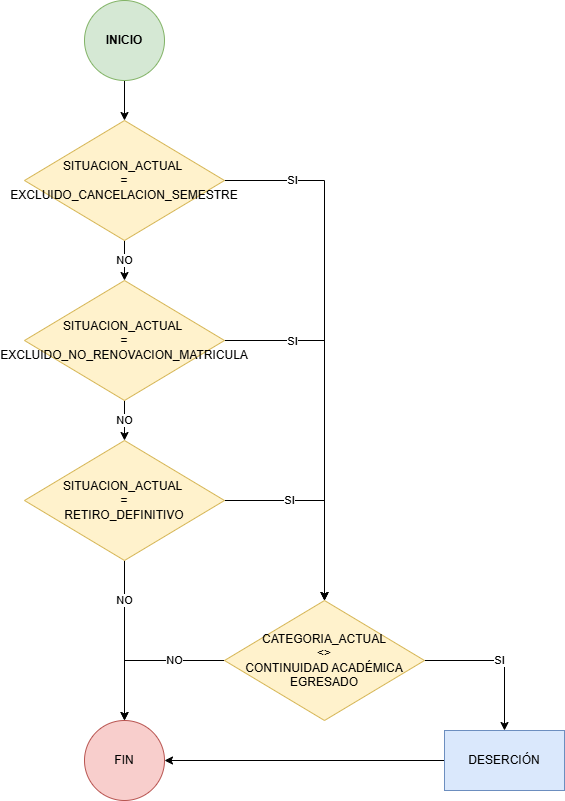 INICIO
SITUACION_ACTUAL
=
EXCLUIDO_CANCELACION_SEMESTRE
SI
NO
SITUACION_ACTUAL
=
EXCLUIDO_NO_RENOVACION_MATRICULA
SI
NO
SITUACION_ACTUAL
=
RETIRO_DEFINITIVO
SI
NO
CATEGORIA_ACTUAL
<>
CONTINUIDAD ACADÉMICA
EGRESADO
NO
SI
FIN
DESERCIÓN